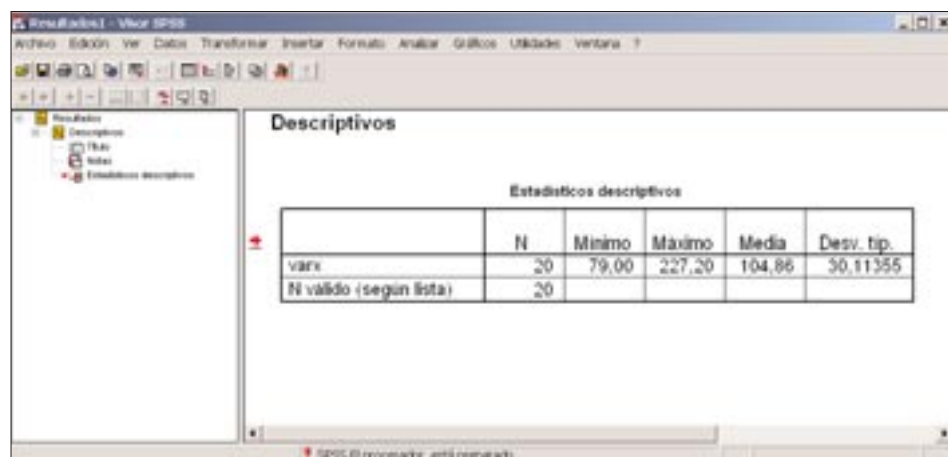 Resultados1 - Visor SPSS
Archivo Edición Ver Datos Transformar Insertar Formato Analizar Gráficos Utilidades Ventana ?
Resultados
Descriptivos
Título
Notas
Estadísticos descriptivos
Descriptivos
Estadísticos descriptivos
N Mínimo Máximo Media Desv. típ.
varx 20 79,00 227,20 104,86 30,11355
N válido (según lista) 20
SPSS El procesador está preparado